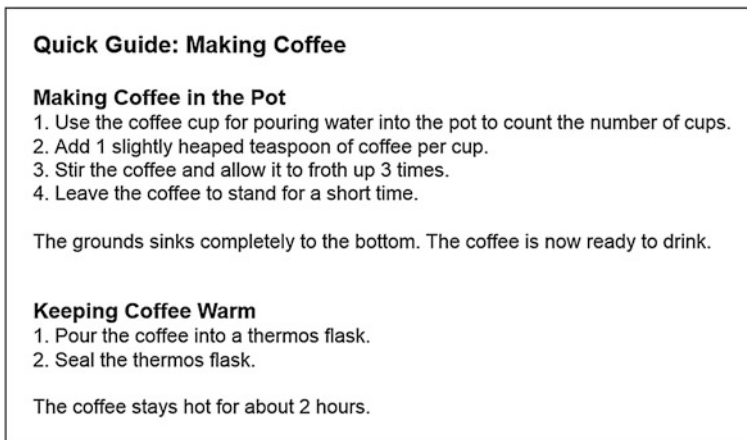 Quick Guide: Making Coffee
Making Coffee in the Pot
1. Use the coffee cup for pouring water into the pot to count the number of cups.
2. Add 1 slightly heaped teaspoon of coffee per cup.
3. Stir the coffee and allow it to froth up 3 times.
4. Leave the coffee to stand for a short time.
The grounds sinks completely to the bottom. The coffee is now ready to drink.
Keeping Coffee Warm
1. Pour the coffee into a thermos flask.
2. Seal the thermos flask.
The coffee stays hot for about 2 hours.